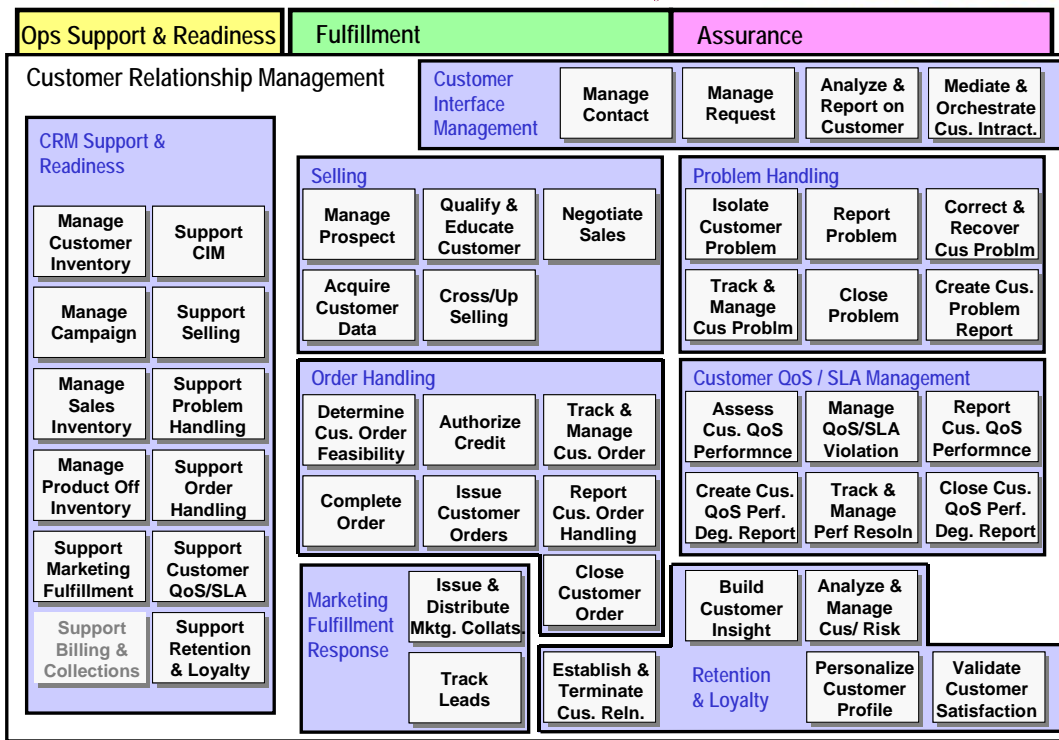 Ops Support & Readiness
Fulfillment
Assurance
Customer Relationship Management
Customer
Interface
Management
Manage
Contact
Manage
Request
Analyze &
Report on
Customer
Mediate &
Orchestrate
Cus. Intract.
CRM Support &
Readiness
Manage
Customer
Inventory
Support
CIM
Manage
Campaign
Support
Selling
Manage
Sales
Inventory
Support
Problem
Handling
Manage
Product Off
Inventory
Support
Order
Handling
Support
Marketing
Fulfillment
Support
Customer
QoS/SLA
Support
Billing &
Collections
Support
Retention
& Loyalty
Selling
Manage
Prospect
Qualify &
Educate
Customer
Negotiate
Sales
Acquire
Customer
Data
Cross/Up
Selling
Problem Handling
Isolate
Customer
Problem
Report
Problem
Correct &
Recover
Cus Problm
Track &
Manage
Cus Problm
Close
Problem
Create Cus.
Problem
Report
Order Handling
Determine
Cus. Order
Feasibility
Authorize
Credit
Track &
Manage
Cus. Order
Complete
Order
Issue
Customer
Orders
Report
Cus. Order
Handling
Close
Customer
Order
Customer QoS / SLA Management
Assess
Cus. QoS
Performnce
Manage
QoS/SLA
Violation
Report
Cus. QoS
Performnce
Create Cus.
QoS Perf.
Deg. Report
Track &
Manage
Perf Resoln
Close Cus.
QoS Perf.
Deg. Report
Marketing
Fulfillment
Response
Issue &
Distribute
Mktg. Collats.
Track
Leads
Build
Customer
Insight
Analyze &
Manage
Cus/ Risk
Establish &
Terminate
Cus. Reln.
Retention
& Loyalty
Personalize
Customer
Profile
Validate
Customer
Satisfaction